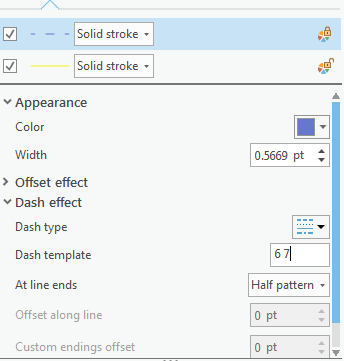 Solid stroke
Solid stroke
Appearance
Color
Width 0.5669 pt
Offset effect
Dash effect
Dash type
Dash template 6 7
At line ends Half pattern
Offset along line 0 pt
Custom endings offset 0 pt